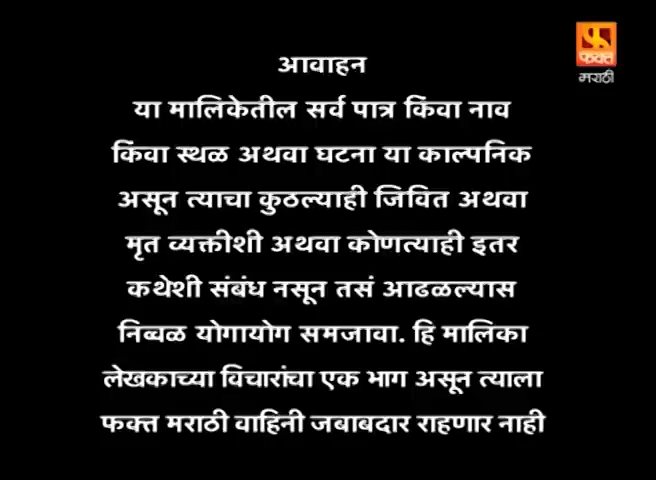 फक्त
मराठी
आवाहन
या मालिकेतील सर्व पात्र किंवा नाव
किंवा स्थळ अथवा घटना या काल्पनिक
असून त्याचा कुठल्याही जिवित अथवा
मृत व्यक्तीशी अथवा कोणत्याही इतर
कथेशी संबंध नसून तसं आढळल्यास
निव्वळ योगायोग समजावा. हि मालिका
लेखकाच्या विचारांचा एक भाग असून त्याला
फक्त मराठी वाहिनी जबाबदार राहणार नाही